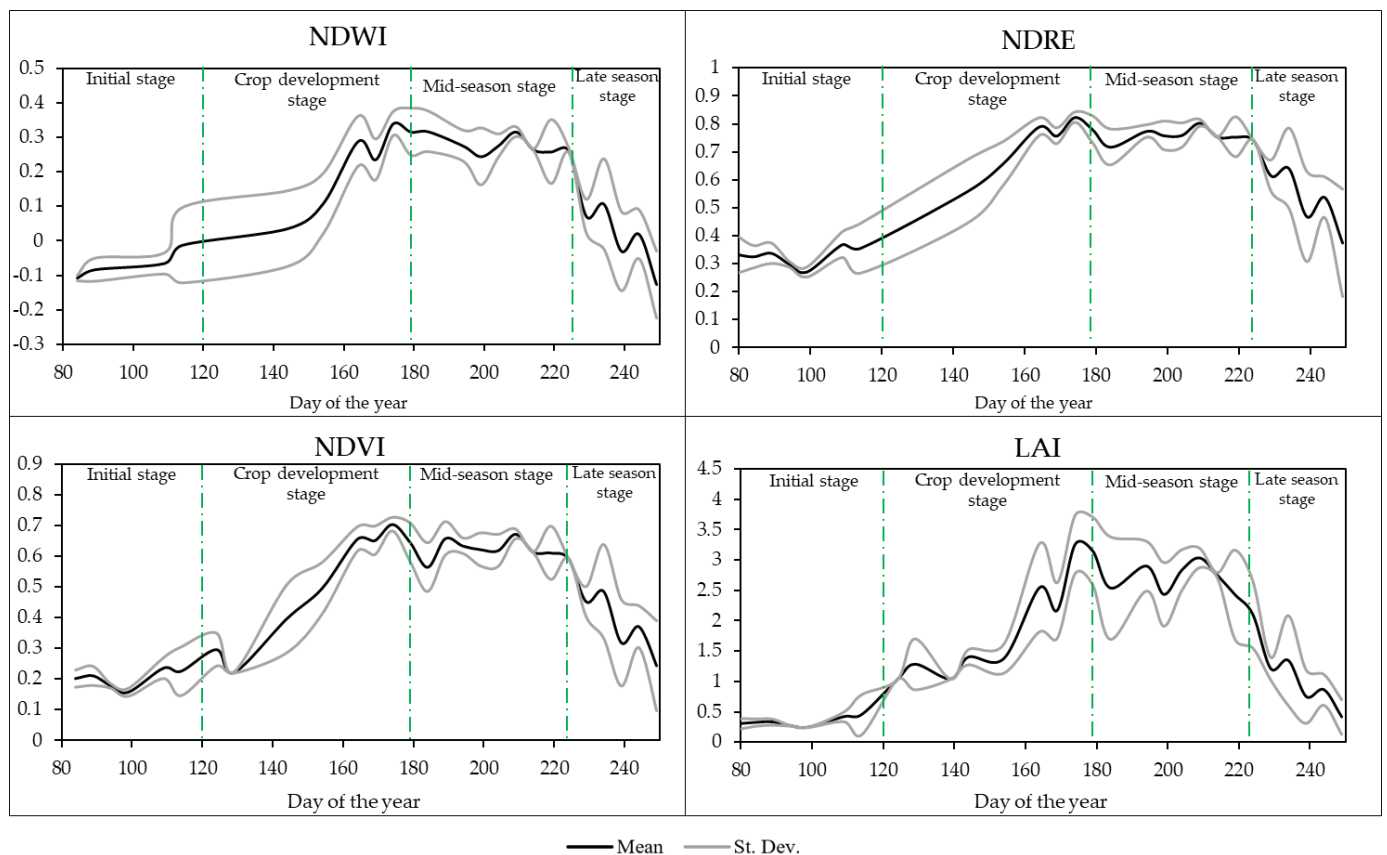 NDWI
0.5
0.4
0.3
0.2
0.1
0
-0.1
-0.2
-0.3
Initial stage
Crop development
stage
Mid-season stage
Late season
stage
80 100 120 140 160 180 200 220 240
Day of the year
NDRE
1
0.9
0.8
0.7
0.6
0.5
0.4
0.3
0.2
0.1
0
Initial stage
Crop development
stage
Mid-season stage
Late season
stage
80 100 120 140 160 180 200 220 240
Day of the year
NDVI
0.9
0.8
0.7
0.6
0.5
0.4
0.3
0.2
0.1
0
Initial stage
Crop development
stage
Mid-season stage
Late season
stage
80 100 120 140 160 180 200 220 240
Day of the year
LAI
4.5
4
3.5
3
2.5
2
1.5
1
0.5
0
Initial stage
Crop development
stage
Mid-season stage
Late season
stage
80 100 120 140 160 180 200 220 240
Day of the year
Mean St. Dev.